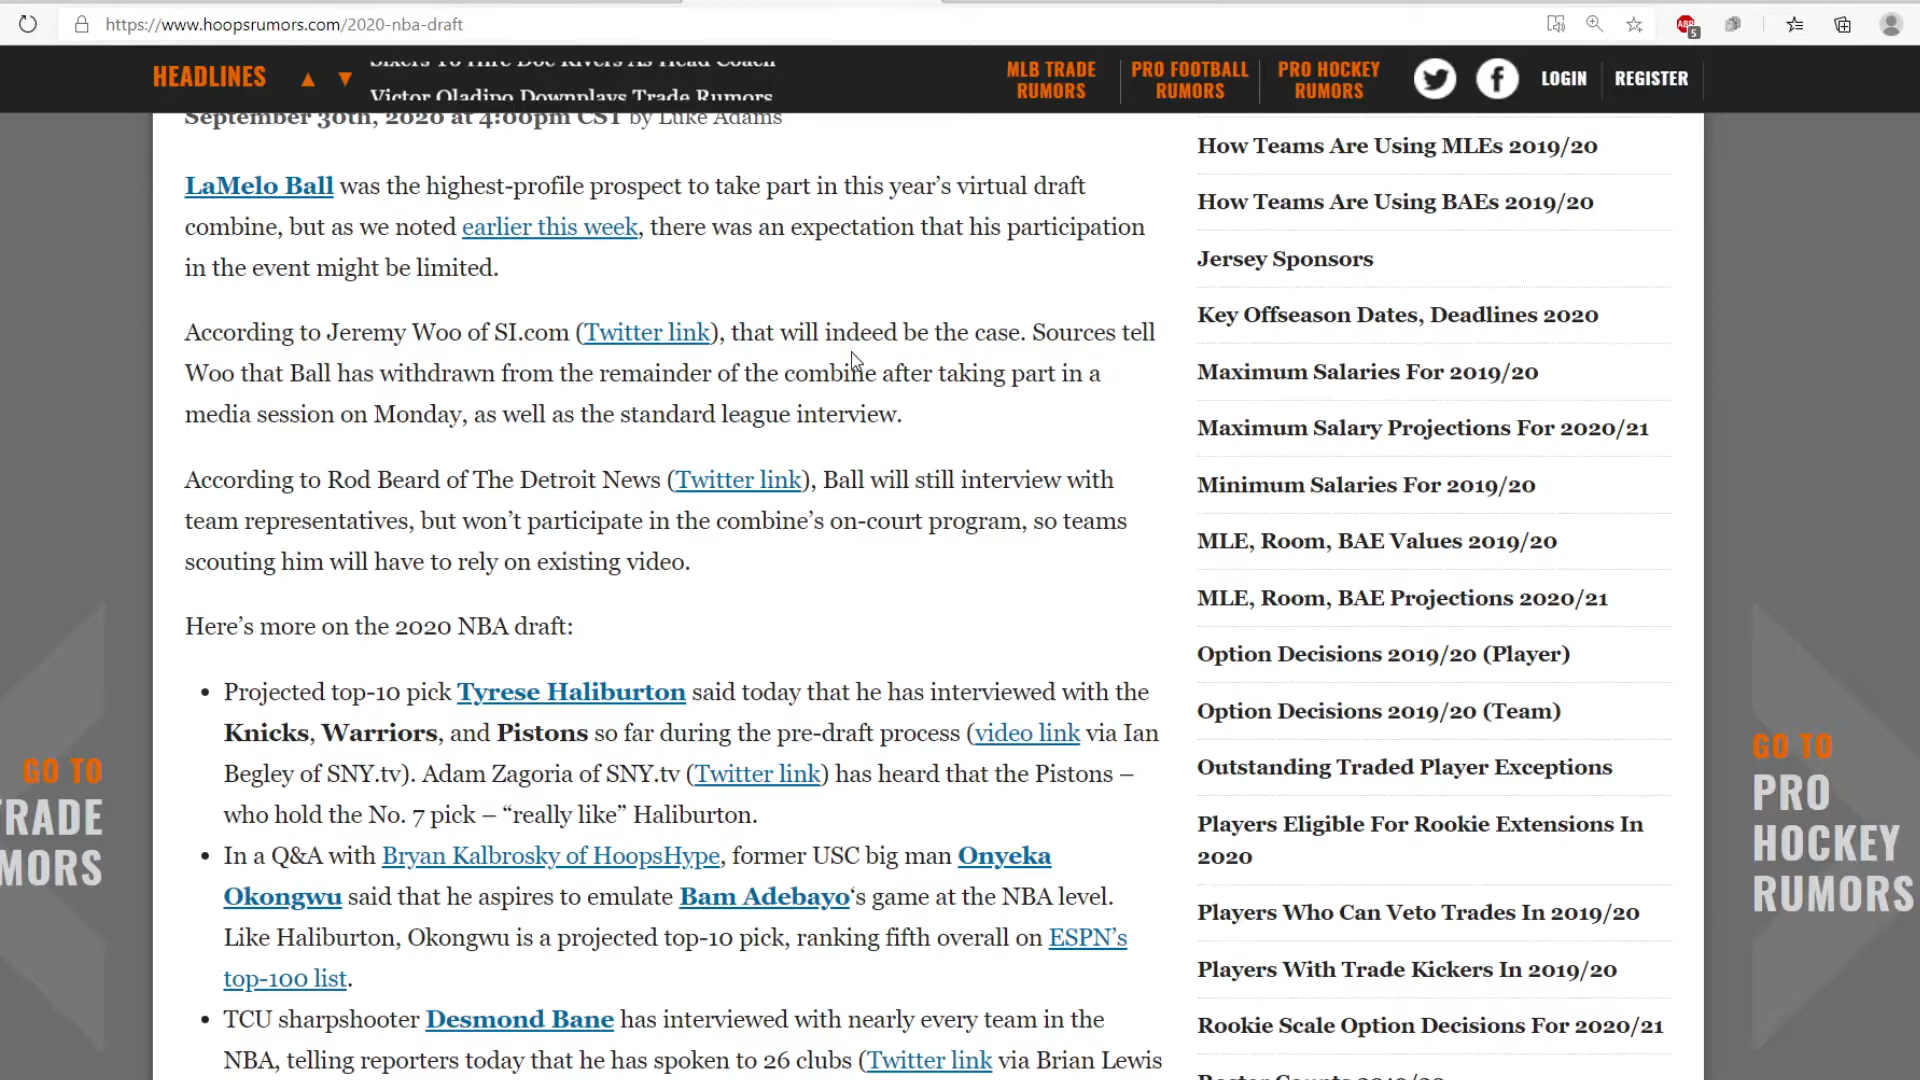 https://www.hoopsrumors.com/2020-nba-draft
ABP
5
HEADLINES ▲ ▼
Sixers To Hire Doc Rivers As Head Coach
Victor Oladipo Downplays Trade Rumors
MLB TRADE
RUMORS
PRO FOOTBALL
RUMORS
PRO HOCKEY
RUMORS
LOGIN
REGISTER
September 30th, 2020 at 4:00pm CST by Luke Adams
LaMelo Ball was the highest-profile prospect to take part in this year’s virtual draft
combine, but as we noted earlier this week, there was an expectation that his participation
in the event might be limited.
According to Jeremy Woo of SI.com (Twitter link), that will indeed be the case. Sources tell
Woo that Ball has withdrawn from the remainder of the combine after taking part in a
media session on Monday, as well as the standard league interview.
According to Rod Beard of The Detroit News (Twitter link), Ball will still interview with
team representatives, but won’t participate in the combine’s on-court program, so teams
scouting him will have to rely on existing video.
Here’s more on the 2020 NBA draft:
• Projected top-10 pick Tyrese Haliburton said today that he has interviewed with the
Knicks, Warriors, and Pistons so far during the pre-draft process (video link via Ian
Begley of SNY.tv). Adam Zagoria of SNY.tv (Twitter link) has heard that the Pistons –
who hold the No. 7 pick – “really like” Haliburton.
• In a Q&A with Bryan Kalbrosky of HoopsHype, former USC big man Onyeka
Okongwu said that he aspires to emulate Bam Adebayo‘s game at the NBA level.
Like Haliburton, Okongwu is a projected top-10 pick, ranking fifth overall on ESPN’s
top-100 list.
• TCU sharpshooter Desmond Bane has interviewed with nearly every team in the
NBA, telling reporters today that he has spoken to 26 clubs (Twitter link via Brian Lewis
How Teams Are Using MLEs 2019/20
How Teams Are Using BAEs 2019/20
Jersey Sponsors
Key Offseason Dates, Deadlines 2020
Maximum Salaries For 2019/20
Maximum Salary Projections For 2020/21
Minimum Salaries For 2019/20
MLE, Room, BAE Values 2019/20
MLE, Room, BAE Projections 2020/21
Option Decisions 2019/20 (Player)
Option Decisions 2019/20 (Team)
Outstanding Traded Player Exceptions
Players Eligible For Rookie Extensions In
2020
Players Who Can Veto Trades In 2019/20
Players With Trade Kickers In 2019/20
Rookie Scale Option Decisions For 2020/21
Roster Counts 2019/20
GO TO
TRADE
MORS
GO TO
PRO
HOCKEY
RUMORS